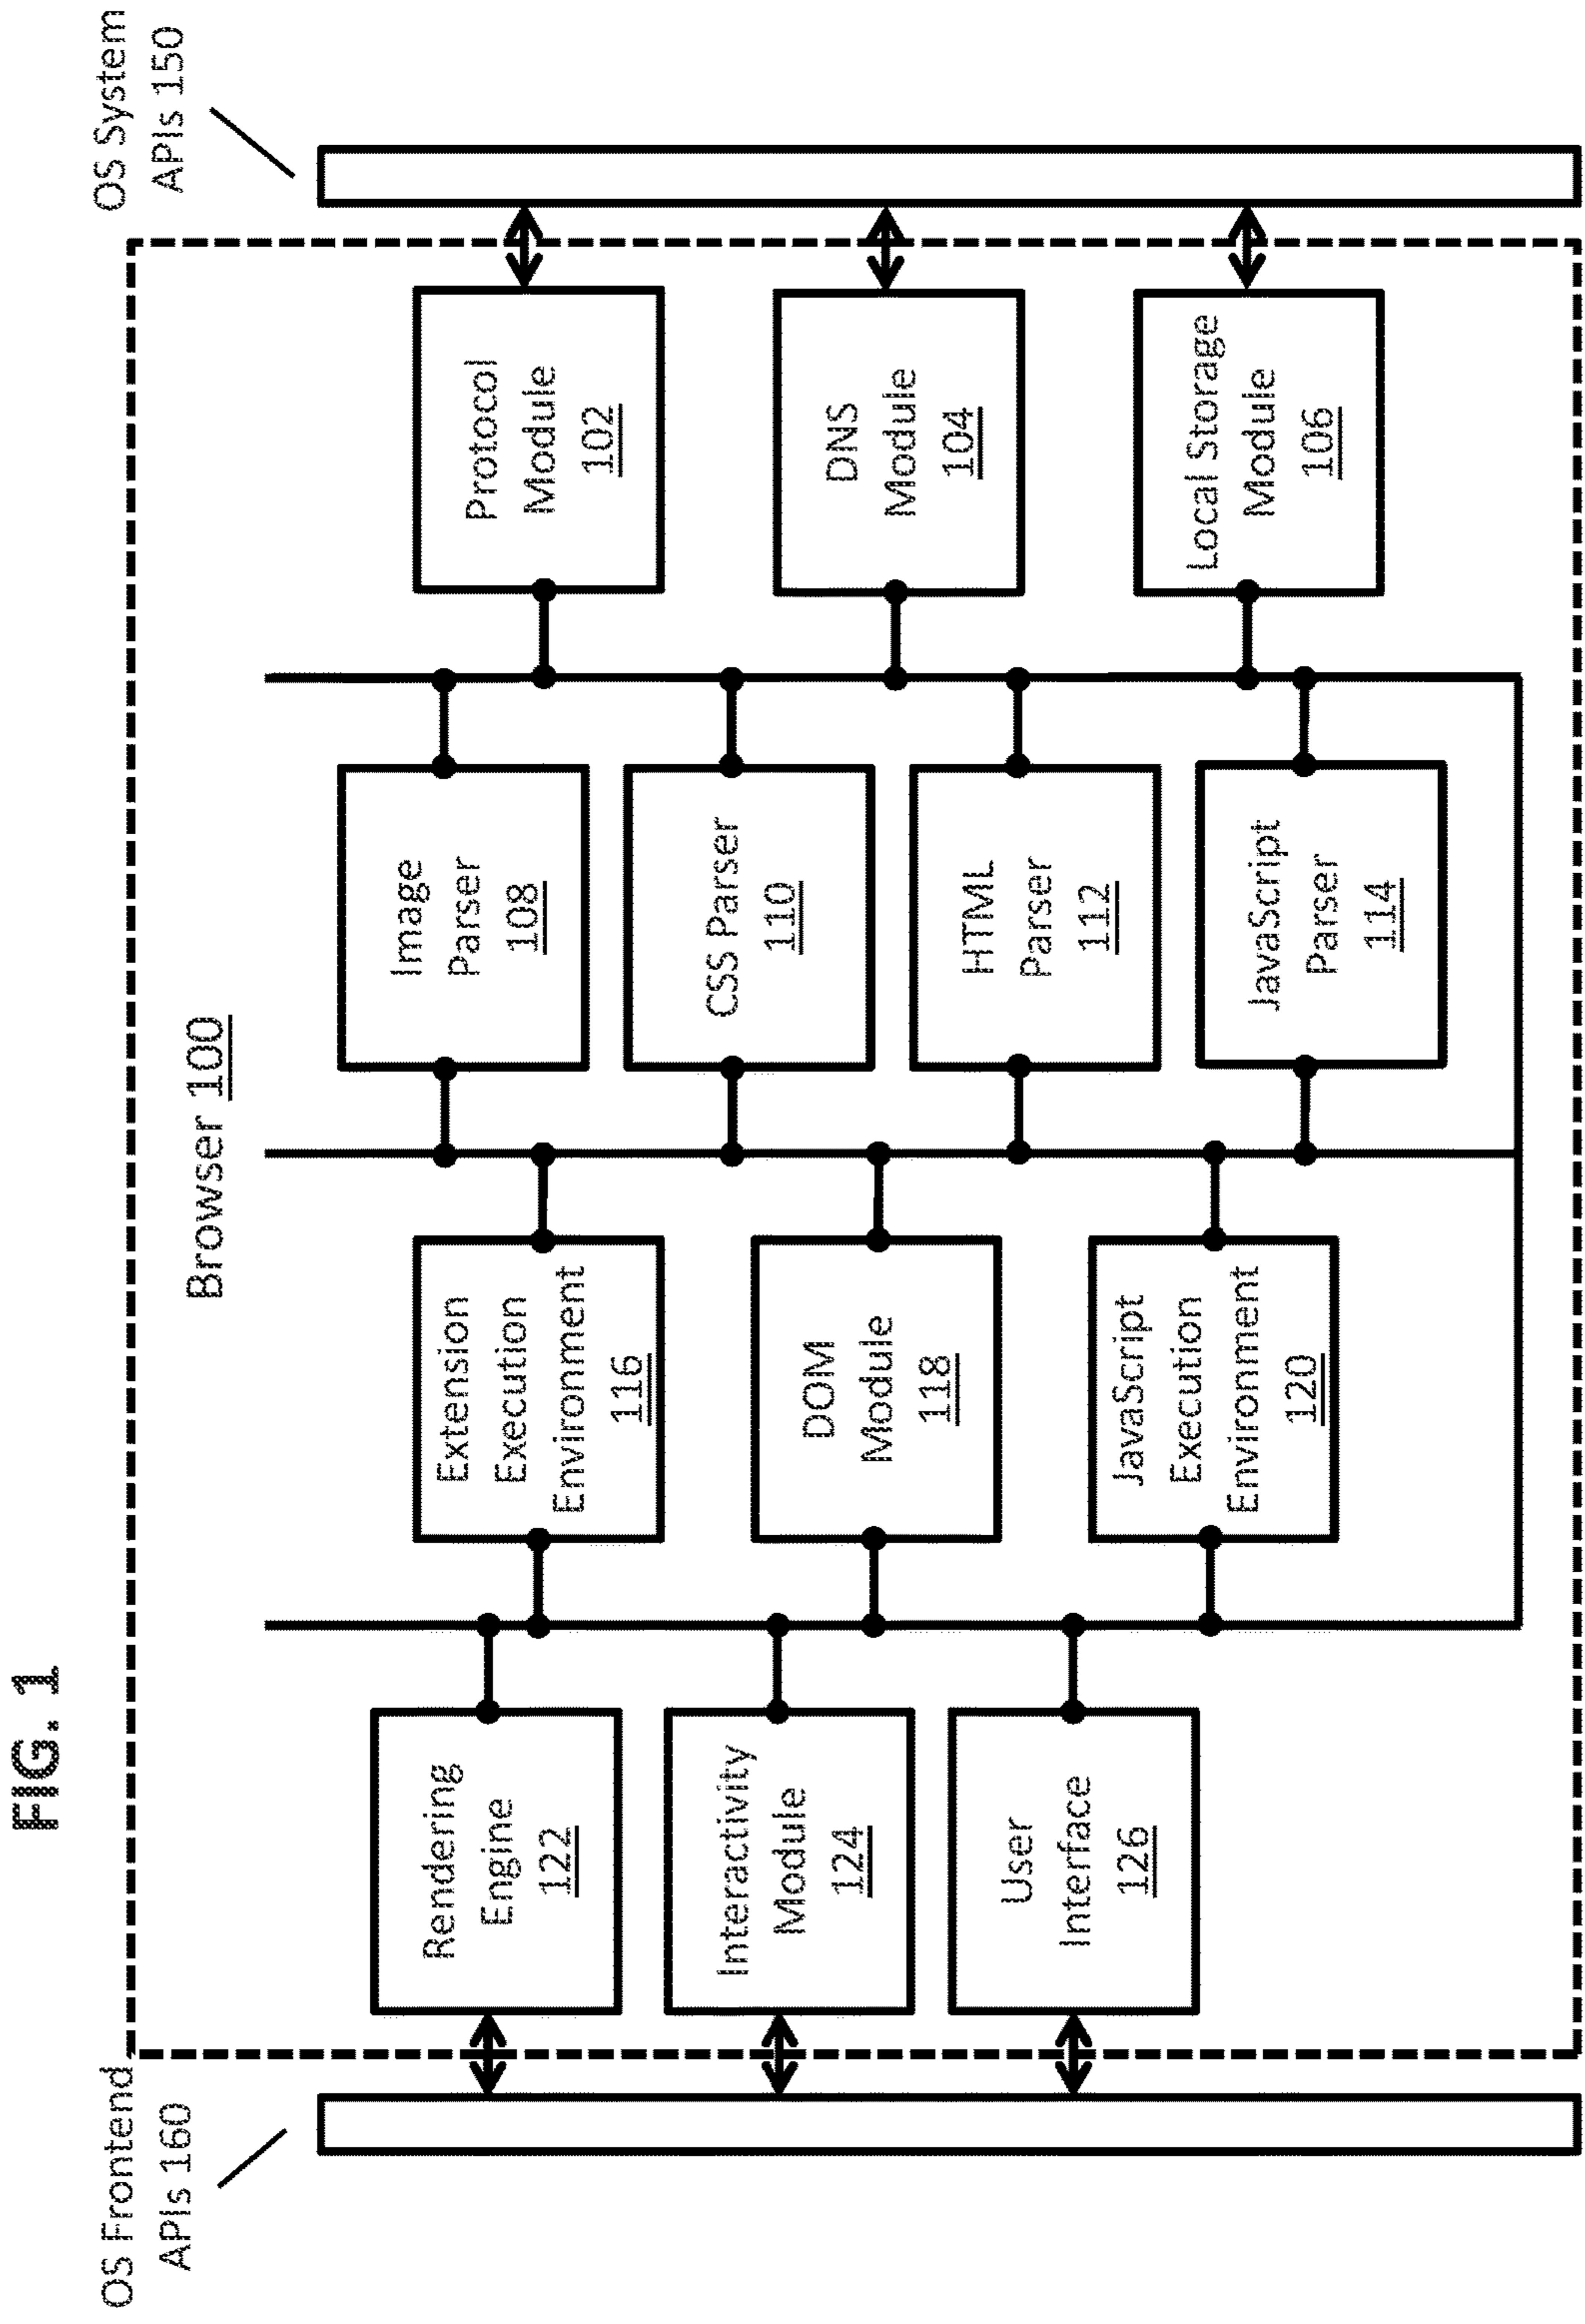 FIG. 1
OS Frontend
APIs 160
Browser 100
OS System
APIs 150
Rendering
Engine
122
Interactivity
Module
124
User
Interface
126
Extension
Execution
Environment
116
DOM
Module
118
JavaScript
Execution
Environment
120
Image
Parser
108
CSS Parser
110
HTML
Parser
112
JavaScript
Parser
114
Protocol
Module
102
DNS
Module
104
Local Storage
Module
106